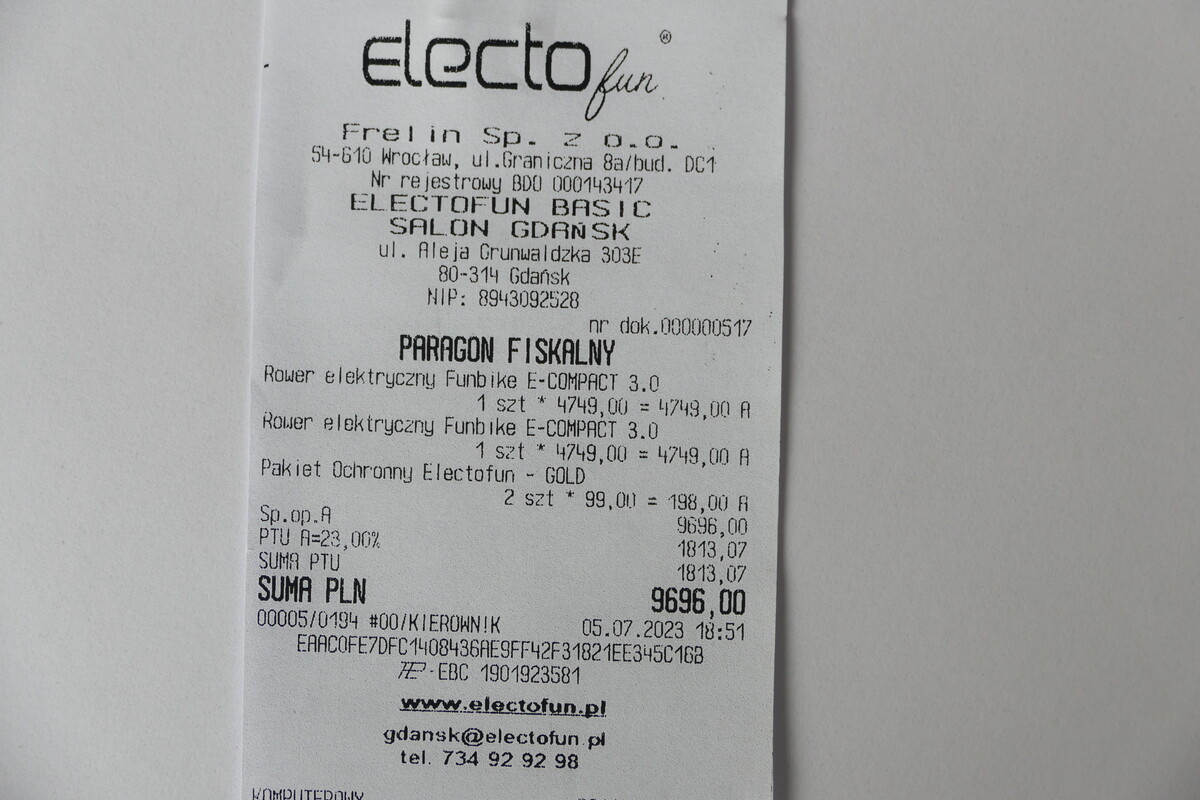 electo fun ®
Frelin Sp. z o.o.
54-610 Wrocław, ul.Graniczna 8a/bud. DC1
Nr rejestrowy BDO 000143417
ELECTOFUN BASIC
SALON GDAŃSK
ul. Aleja Grunwaldzka 303E
80-314 Gdańsk
NIP: 8943092528
nr dok.000000517
PARAGON FISKALNY
Rower elektryczny Funbike E-COMPACT 3.0
1 szt * 4749,00 = 4749,00 A
Rower elektryczny Funbike E-COMPACT 3.0
1 szt * 4749,00 = 4749,00 A
Pakiet Ochronny Electofun - GOLD
2 szt * 99,00 = 198,00 A
Sp.op.A 9696,00
PTU A=23,00% 1813,07
SUMA PTU 1813,07
SUMA PLN 9696,00
00005/0194 #00/KIEROWNIK 05.07.2023 18:51
EAAC0FE7DFC1408436AE9FF42F31821EE345C16B
EBC 1901923581
www.electofun.pl
gdansk@electofun.pl
tel. 734 92 92 98
KOMPUTEROWY